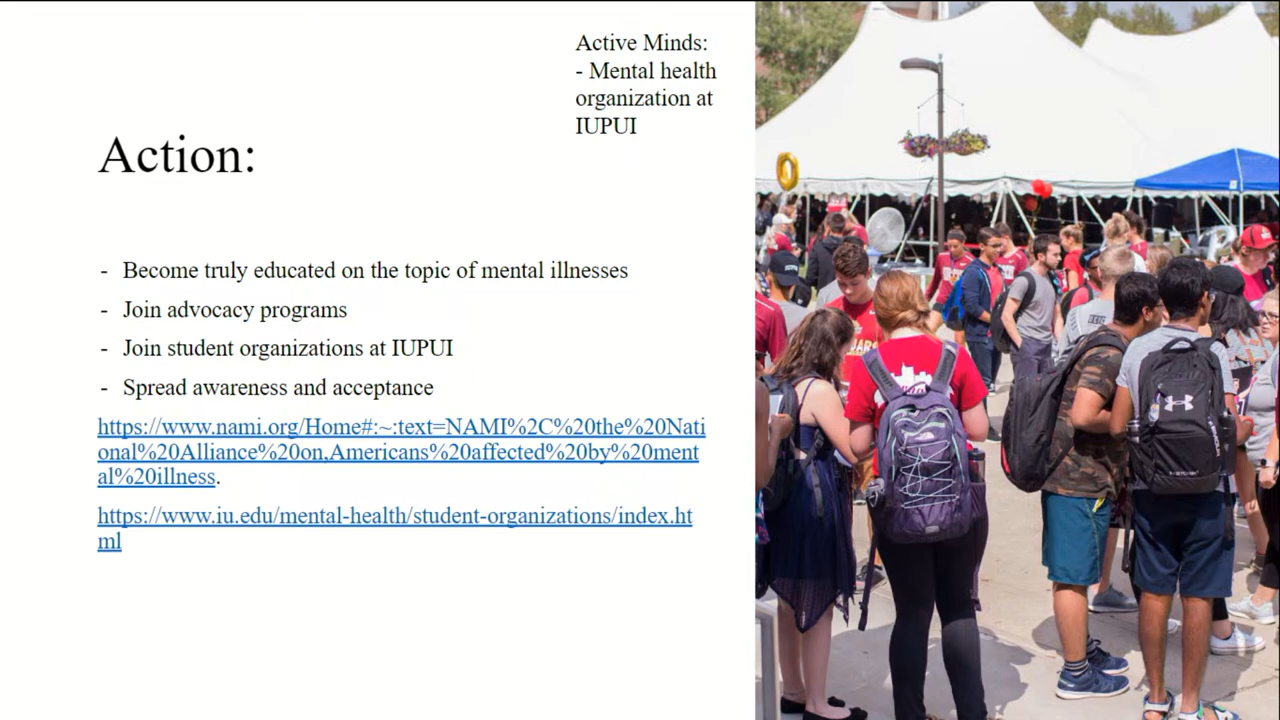 Active Minds:
- Mental health
organization at
IUPUI
Action:
- Become truly educated on the topic of mental illnesses
- Join advocacy programs
- Join student organizations at IUPUI
- Spread awareness and acceptance
https://www.nami.org/Home#:~:text=NAMI%2C%20the%20Nati
onal%20Alliance%20on,Americans%20affected%20by%20ment
al%20illness.
https://www.iu.edu/mental-health/student-organizations/index.ht
ml